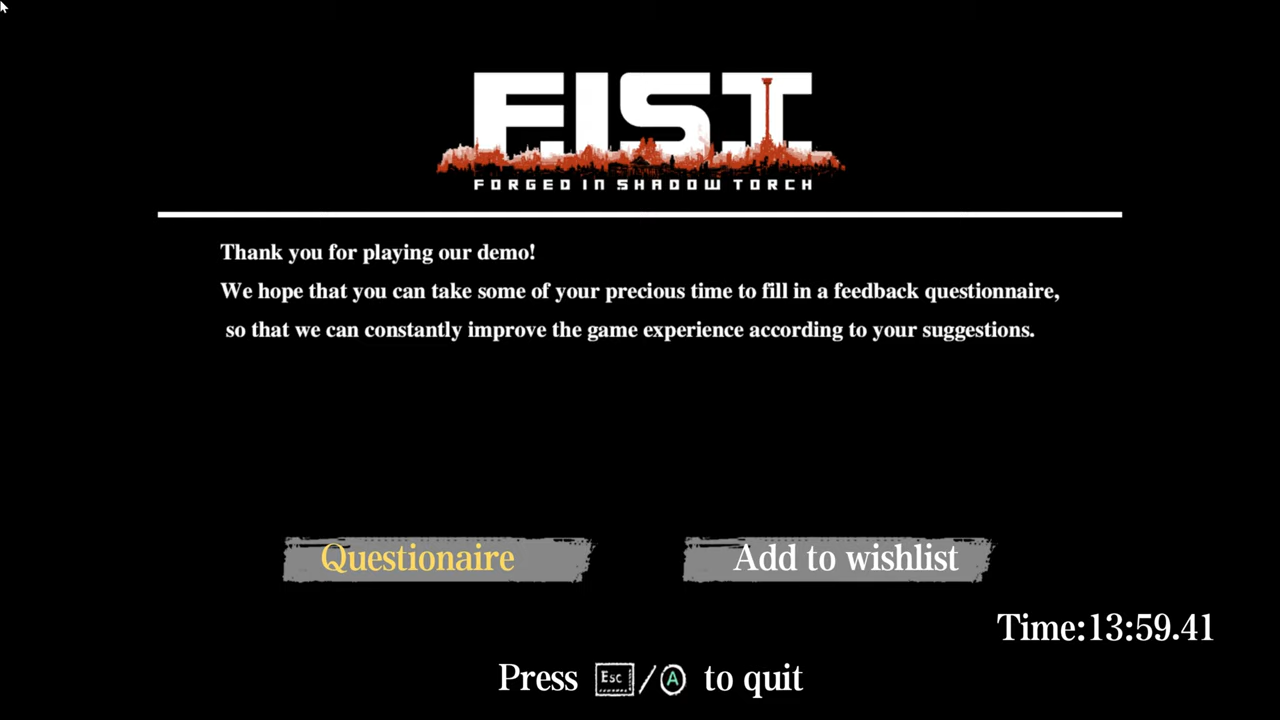 F.I.S.T.
FORGED IN SHADOW TORCH
Thank you for playing our demo!
We hope that you can take some of your precious time to fill in a feedback questionnaire,
so that we can constantly improve the game experience according to your suggestions.
Questionaire
Add to wishlist
Time:13:59.41
Press Esc/A to quit